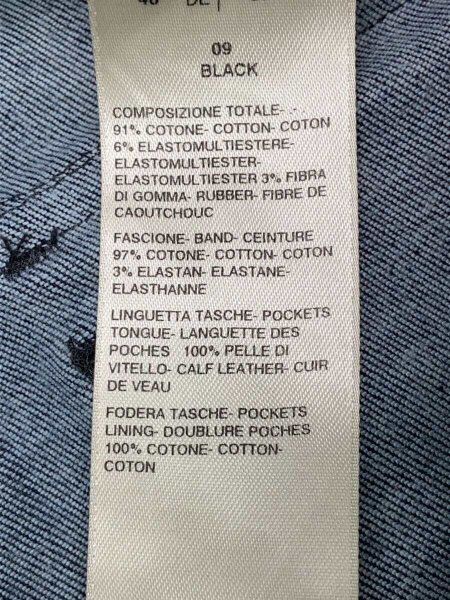 09
BLACK
COMPOSIZIONE TOTALE- -
91% COTONE- COTTON- COTON
6% ELASTOMULTIESTERE-
ELASTOMULTIESTER-
ELASTOMULTIESTER 3% FIBRA
DI GOMMA- RUBBER- FIBRE DE
CAOUTCHOUC
FASCIONE- BAND- CEINTURE
97% COTONE- COTTON- COTON
3% ELASTAN- ELASTANE-
ELASTHANNE
LINGUETTA TASCHE- POCKETS
TONGUE- LANGUETTE DES
POCHES 100% PELLE DI
VITELLO- CALF LEATHER- CUIR
DE VEAU
FODERA TASCHE- POCKETS
LINING- DOUBLURE POCHES
100% COTONE- COTTON-
COTON